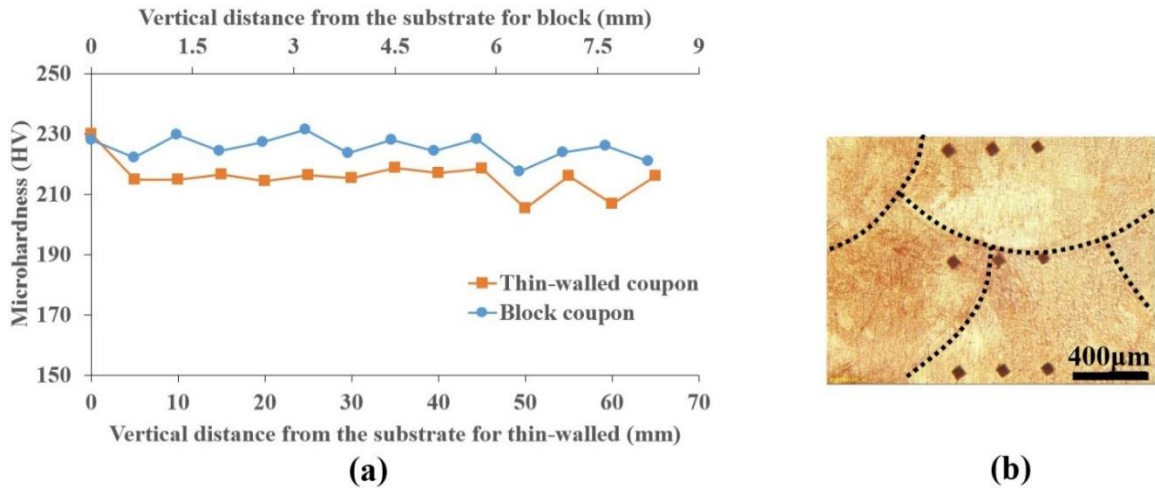 Vertical distance from the substrate for block (mm)
0 1.5 3 4.5 6 7.5 9
250
230
210
190
170
150
Microhardness (HV)
Thin-walled coupon
Block coupon
0 10 20 30 40 50 60 70
Vertical distance from the substrate for thin-walled (mm)
(a)
400μm
(b)